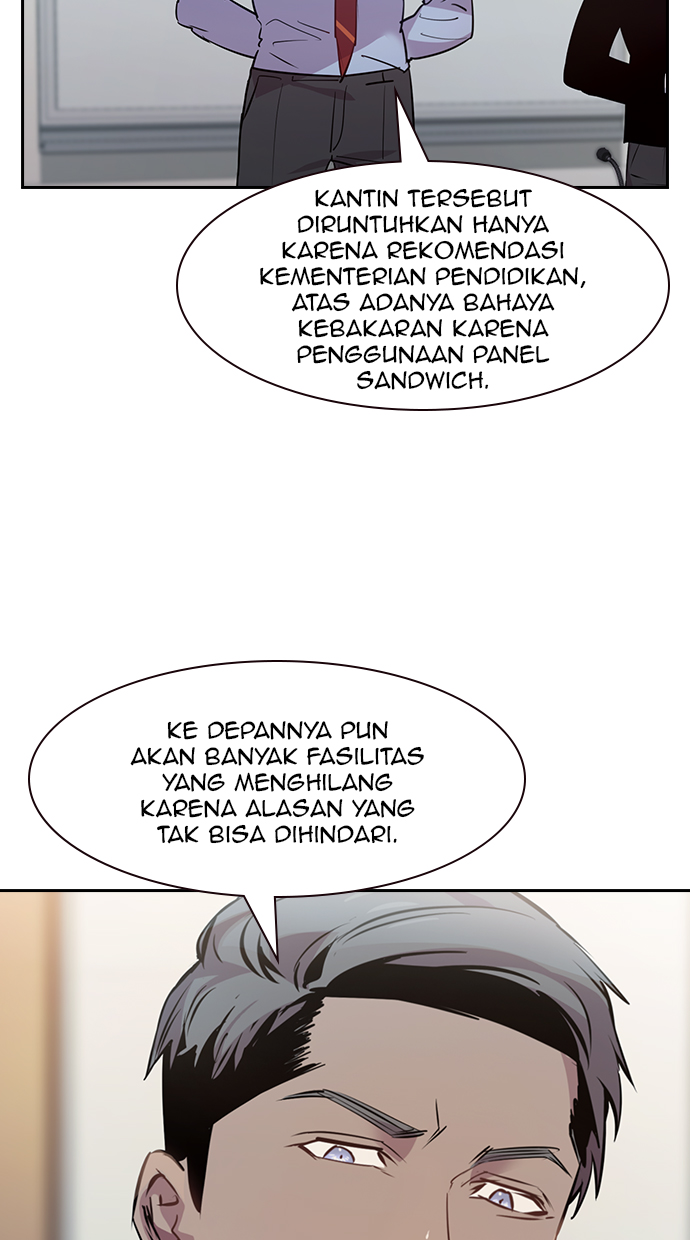 KANTIN TERSEBUT
DIRUNTUHKAN HANYA
KARENA REKOMENDASI
KEMENTERIAN PENDIDIKAN,
ATAS ADANYA BAHAYA
KEBAKARAN KARENA
PENGGUNAAN PANEL
SANDWICH.
KE DEPANNYA PUN
AKAN BANYAK FASILITAS
YANG MENGHILANG
KARENA ALASAN YANG
TAK BISA DIHINDARI.